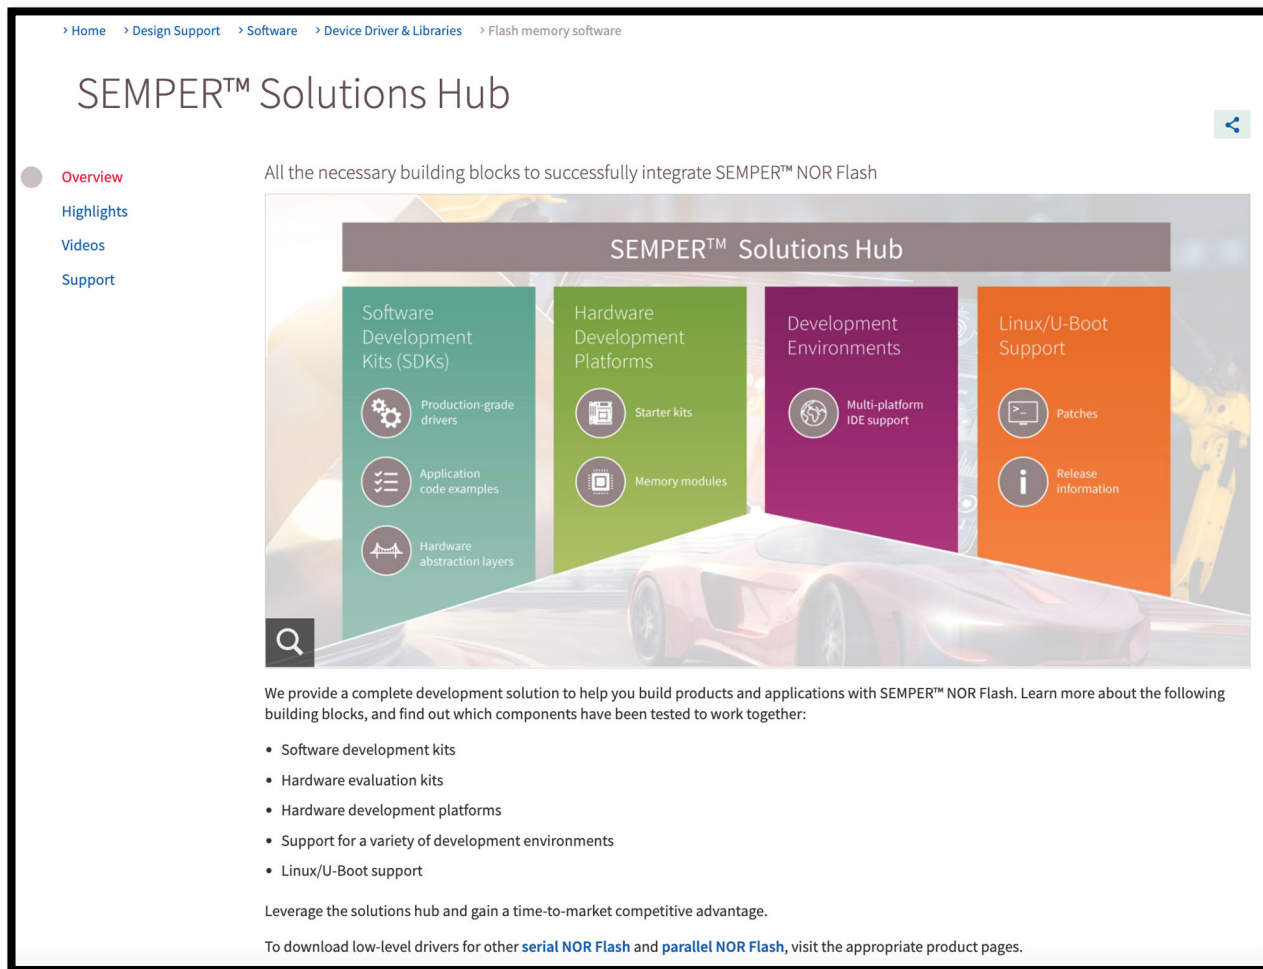 > Home > Design Support > Software > Device Driver & Libraries > Flash memory software
SEMPER™ Solutions Hub
Overview
Highlights
Videos
Support
All the necessary building blocks to successfully integrate SEMPER™ NOR Flash
SEMPER™ Solutions Hub
Software
Development
Kits (SDKs)
Production-grade
drivers
Application
code examples
Hardware
abstraction layers
Hardware
Development
Platforms
Starter kits
Memory modules
Development
Environments
Multi-platform
IDE support
Linux/U-Boot
Support
>_
Patches
i
Release
information
We provide a complete development solution to help you build products and applications with SEMPER™ NOR Flash. Learn more about the following
building blocks, and find out which components have been tested to work together:
• Software development kits
• Hardware evaluation kits
• Hardware development platforms
• Support for a variety of development environments
• Linux/U-Boot support
Leverage the solutions hub and gain a time-to-market competitive advantage.
To download low-level drivers for other serial NOR Flash and parallel NOR Flash, visit the appropriate product pages.